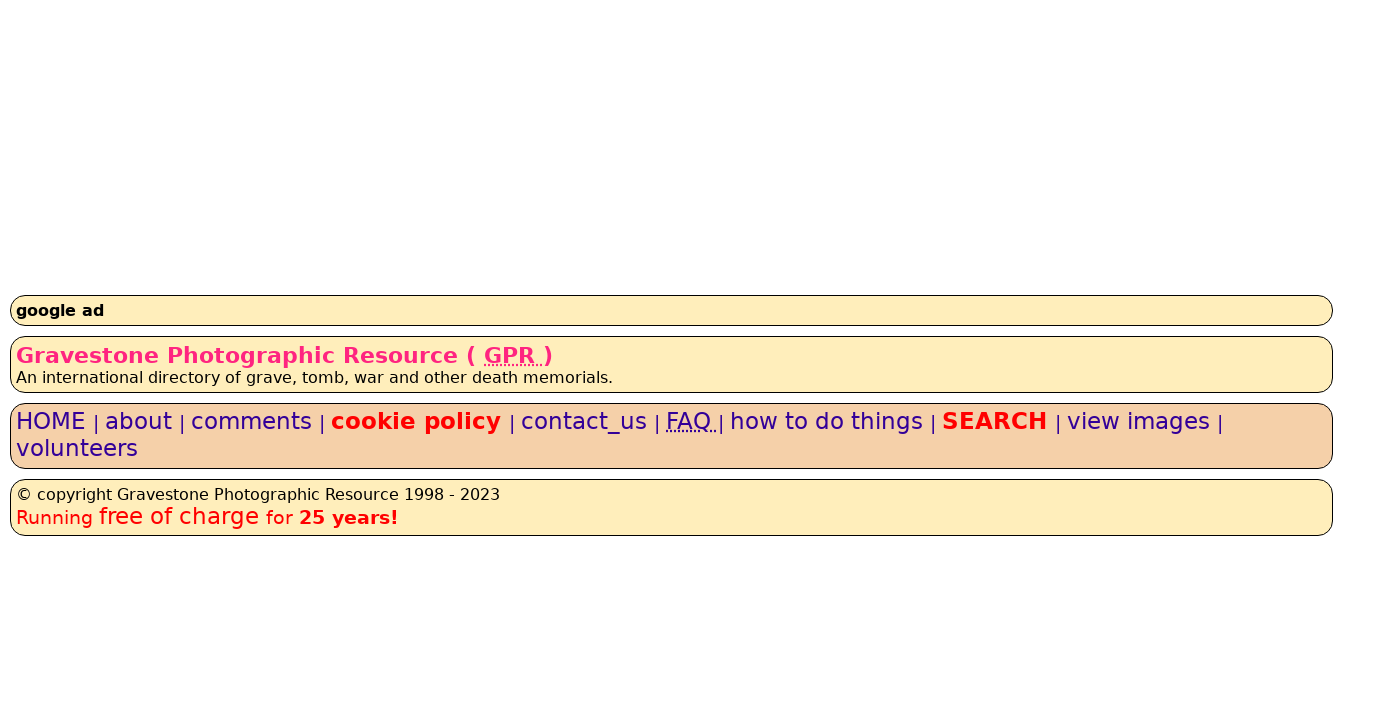 google ad
Gravestone Photographic Resource ( GPR )
An international directory of grave, tomb, war and other death memorials.
HOME | about | comments | cookie policy | contact_us | FAQ | how to do things | SEARCH | view images |
volunteers
© copyright Gravestone Photographic Resource 1998 - 2023
Running free of charge for 25 years!